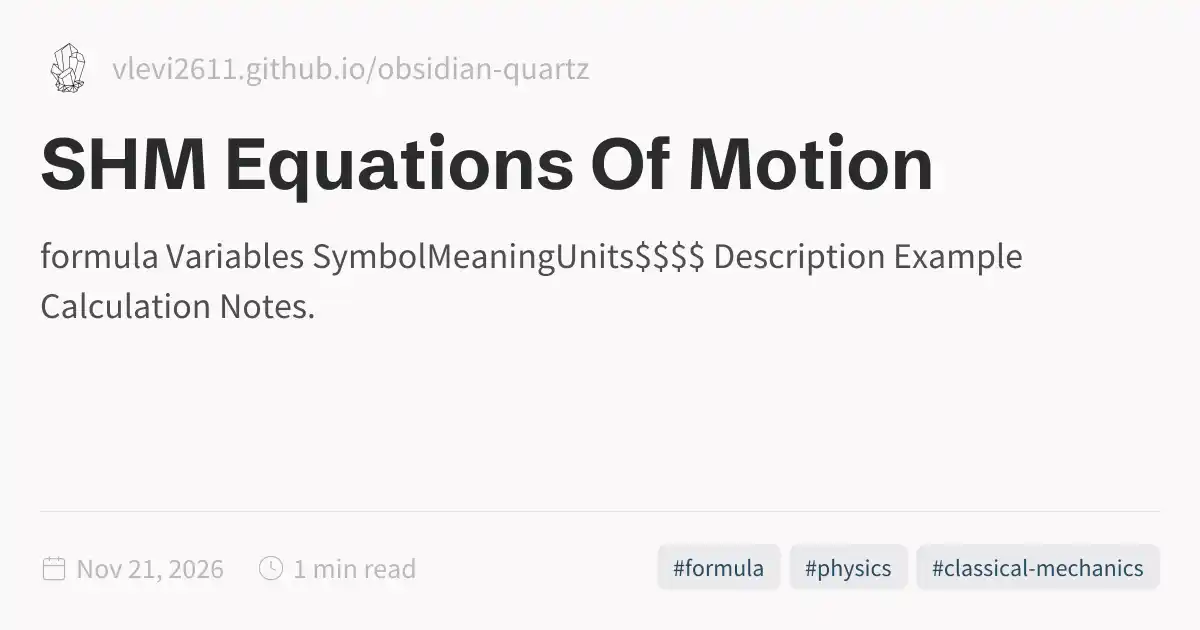 vlevi2611.github.io/obsidian-quartz
SHM Equations Of Motion
formula Variables SymbolMeaningUnits$$$$ Description Example
Calculation Notes.
Nov 21, 2026 1 min read #formula #physics #classical-mechanics